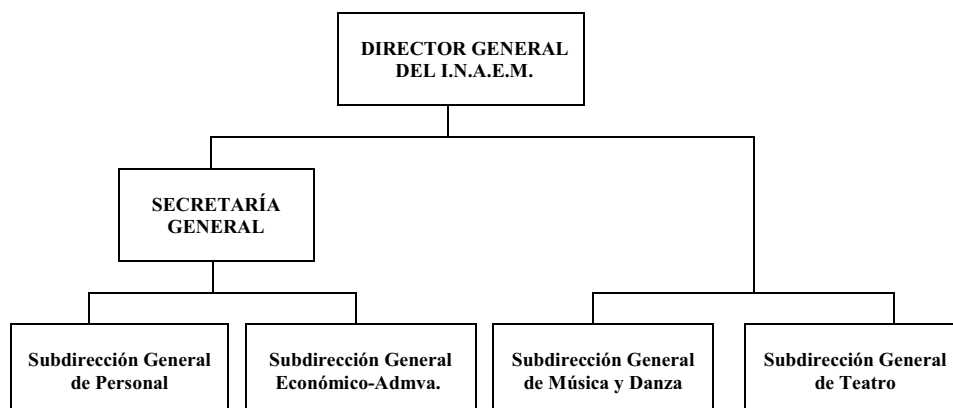 DIRECTOR GENERAL
DEL I.N.A.E.M.
SECRETARÍA
GENERAL
Subdirección General
de Personal
Subdirección General
Económico-Admva.
Subdirección General
de Música y Danza
Subdirección General
de Teatro